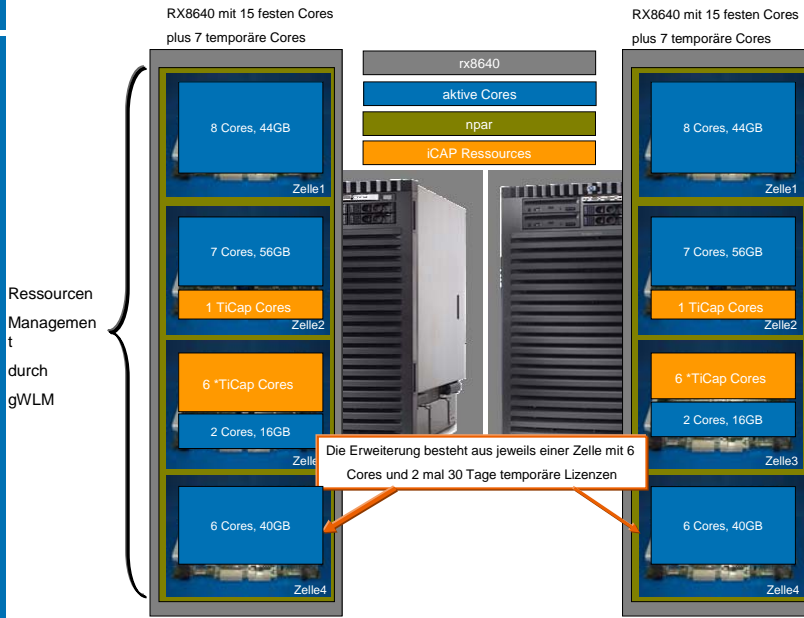 RX8640 mit 15 festen Cores
plus 7 temporäre Cores
RX8640 mit 15 festen Cores
plus 7 temporäre Cores
rx8640
aktive Cores
npar
iCAP Ressources
8 Cores, 44GB
Zelle1
7 Cores, 56GB
1 TiCap Cores
Zelle2
6 *TiCap Cores
2 Cores, 16GB
Zelle
6 Cores, 40GB
Zelle4
Ressourcen
Managemen
t
durch
gWLM
Die Erweiterung besteht aus jeweils einer Zelle mit 6
Cores und 2 mal 30 Tage temporäre Lizenzen
8 Cores, 44GB
Zelle1
7 Cores, 56GB
1 TiCap Cores
Zelle2
6 *TiCap Cores
2 Cores, 16GB
Zelle3
6 Cores, 40GB
Zelle4